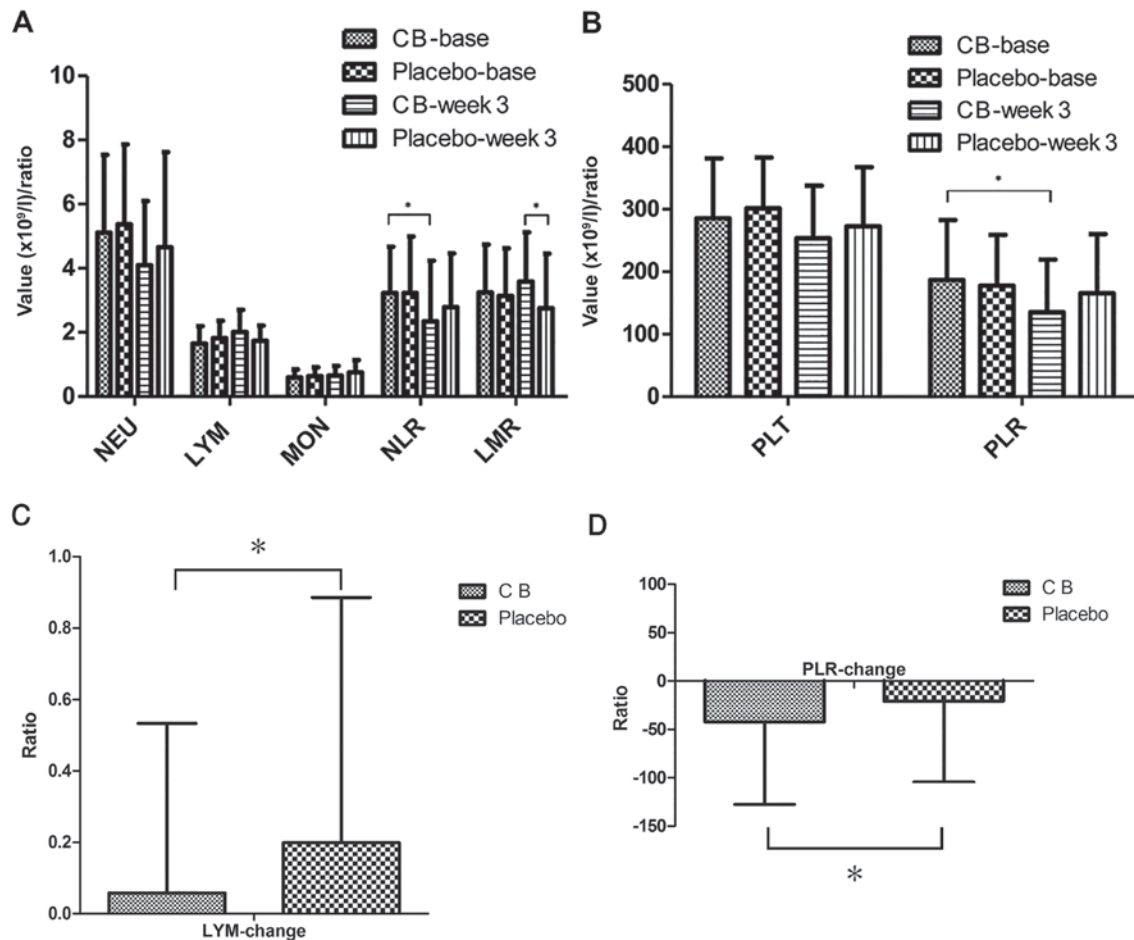 A
CB-base
Placebo-base
CB-week 3
Placebo-week 3
Value (x10⁹/l)/ratio
10
8
6
4
2
0
* *
NEU LYM MON NLR LMR
B
CB-base
Placebo-base
CB-week 3
Placebo-week 3
Value (x10⁹/l)/ratio
500
400
300
200
100
0
*
PLT PLR
C
*
C B
Placebo
Ratio
1.0
0.8
0.6
0.4
0.2
0.0
LYM-change
D
C B
Placebo
Ratio
100
50
0
-50
-100
-150
PLR-change
*